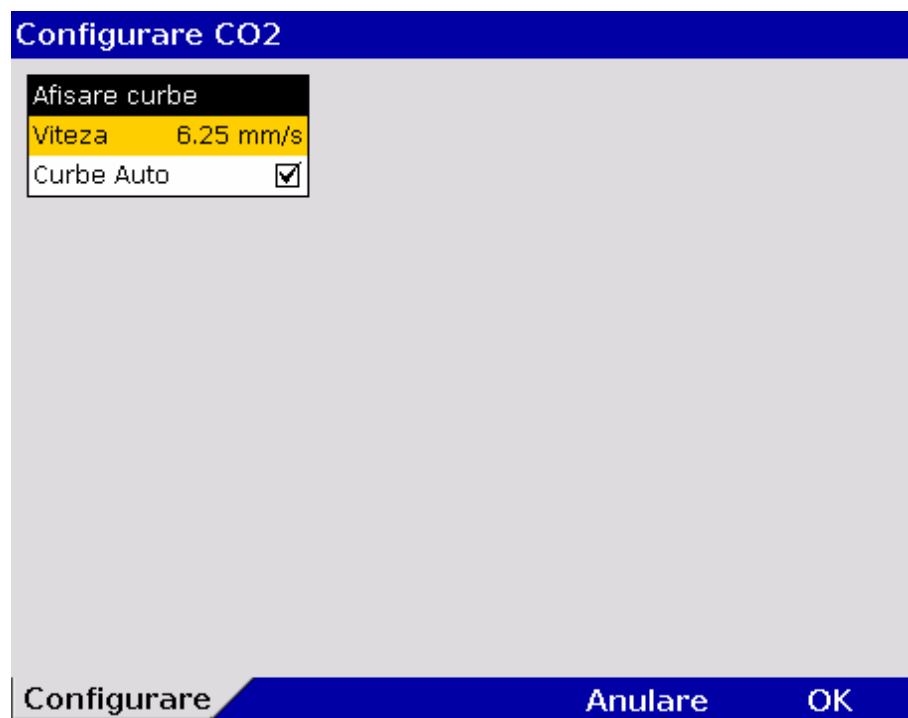 Configurare CO2
Afisare curbe
Viteza 6.25 mm/s
Curbe Auto
Configurare Anulare OK